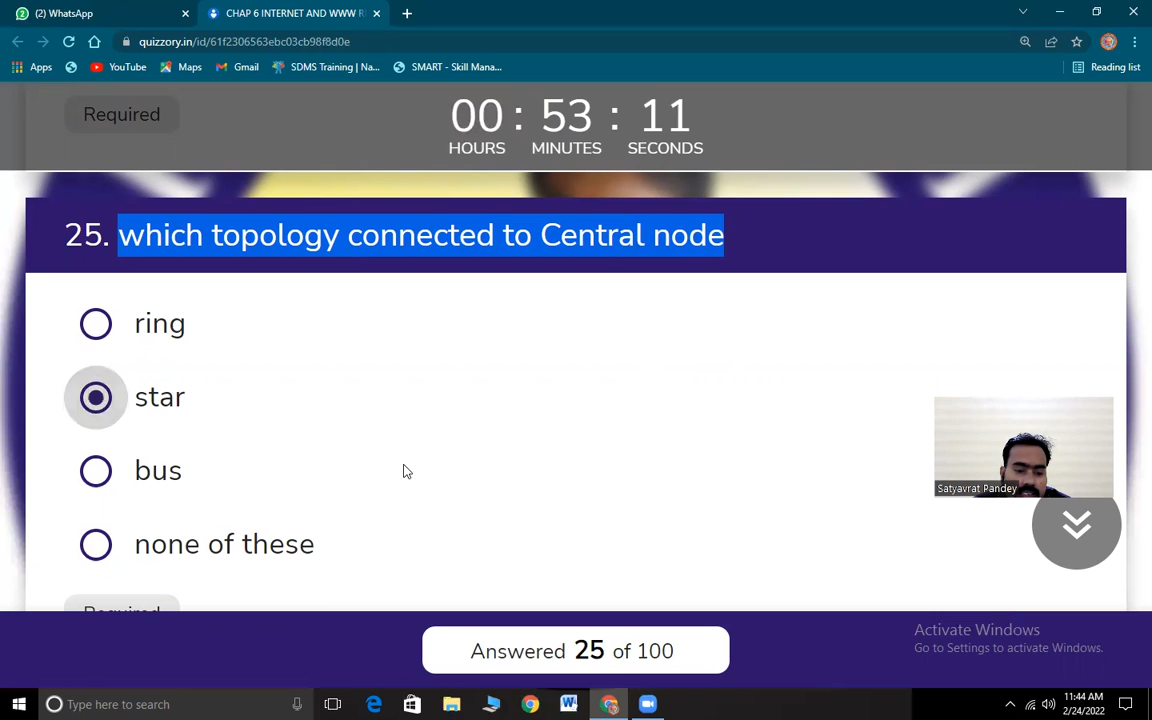 (2) WhatsApp
CHAP 6 INTERNET AND WWW
quizzory.in/id/61f2306563ebc03cb98f8d0e
Apps
YouTube
Maps
Gmail
SDMS Training | Na...
SMART - Skill Mana...
Reading list
Required
00 : 53 : 11
HOURS MINUTES SECONDS
25. which topology connected to Central node
ring
star
bus
none of these
Satyavrat Pandey
Required
Answered 25 of 100
Activate Windows
Go to Settings to activate Windows.
Type here to search
11:44 AM
2/24/2022